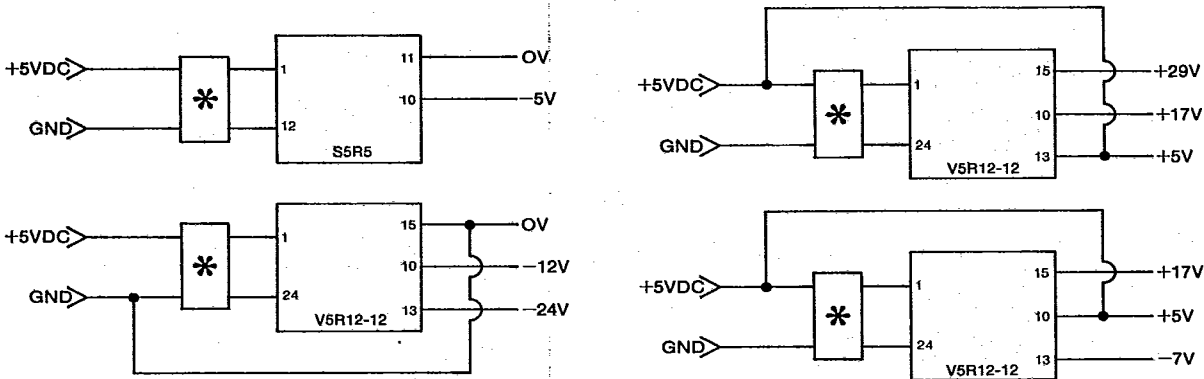 +5VDC
GND
*
1
12
11
10
S5R5
0V
−5V
+5VDC
GND
*
1
24
15
10
13
V5R12-12
0V
−12V
−24V
+5VDC
GND
*
1
24
15
10
13
V5R12-12
+29V
+17V
+5V
+5VDC
GND
*
1
24
15
10
13
V5R12-12
+17V
+5V
−7V